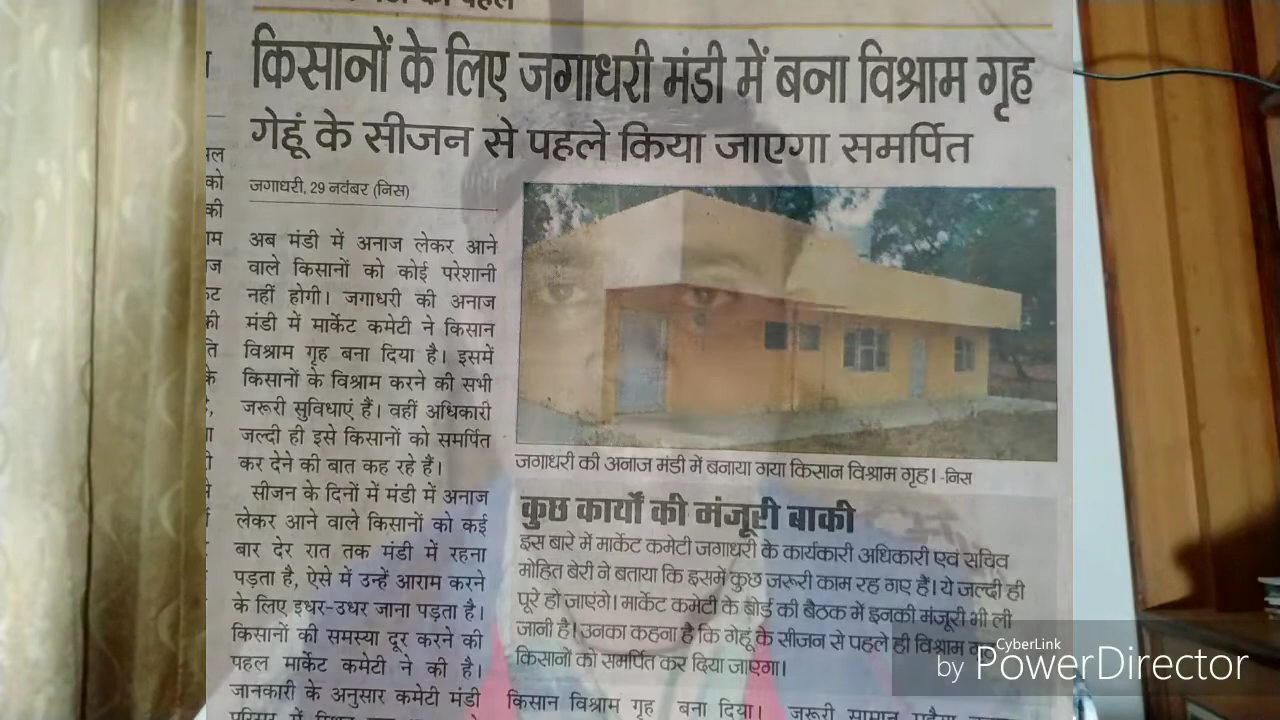 किसानों के लिए जगाधरी मंडी में बना विश्राम गृह
गेहूं के सीजन से पहले किया जाएगा समर्पित
जगाधरी, 29 नवंबर (निस)
अब मंडी में अनाज लेकर आने
वाले किसानों को कोई परेशानी
नहीं होगी। जगाधरी की अनाज
मंडी में मार्केट कमेटी ने किसान
विश्राम गृह बना दिया है। इसमें
किसानों के विश्राम करने की सभी
जरूरी सुविधाएं हैं। वहीं अधिकारी
जल्दी ही इसे किसानों को समर्पित
कर देने की बात कह रहे हैं।
सीजन के दिनों में मंडी में अनाज
लेकर आने वाले किसानों को कई
बार देर रात तक मंडी में रहना
पड़ता है, ऐसे में उन्हें आराम करने
के लिए इधर-उधर जाना पड़ता है।
किसानों की समस्या दूर करने की
पहल मार्केट कमेटी ने की है।
जानकारी के अनुसार कमेटी मंडी
जगाधरी की अनाज मंडी में बनाया गया किसान विश्राम गृह। -निस
कुछ कार्यों की मंजूरी बाकी
इस बारे में मार्केट कमेटी जगाधरी के कार्यकारी अधिकारी एवं सचिव
मोहित बेरी ने बताया कि इसमें कुछ जरूरी काम रह गए हैं। ये जल्दी ही
पूरे हो जाएंगे। मार्केट कमेटी के बोर्ड की बैठक में इनकी मंजूरी भी ली
जानी है। उनका कहना है कि गेहूं के सीजन से पहले ही विश्राम
किसानों को समर्पित कर दिया जाएगा।
किसान विश्राम गृह बना दिया।
CyberLink
by PowerDirector